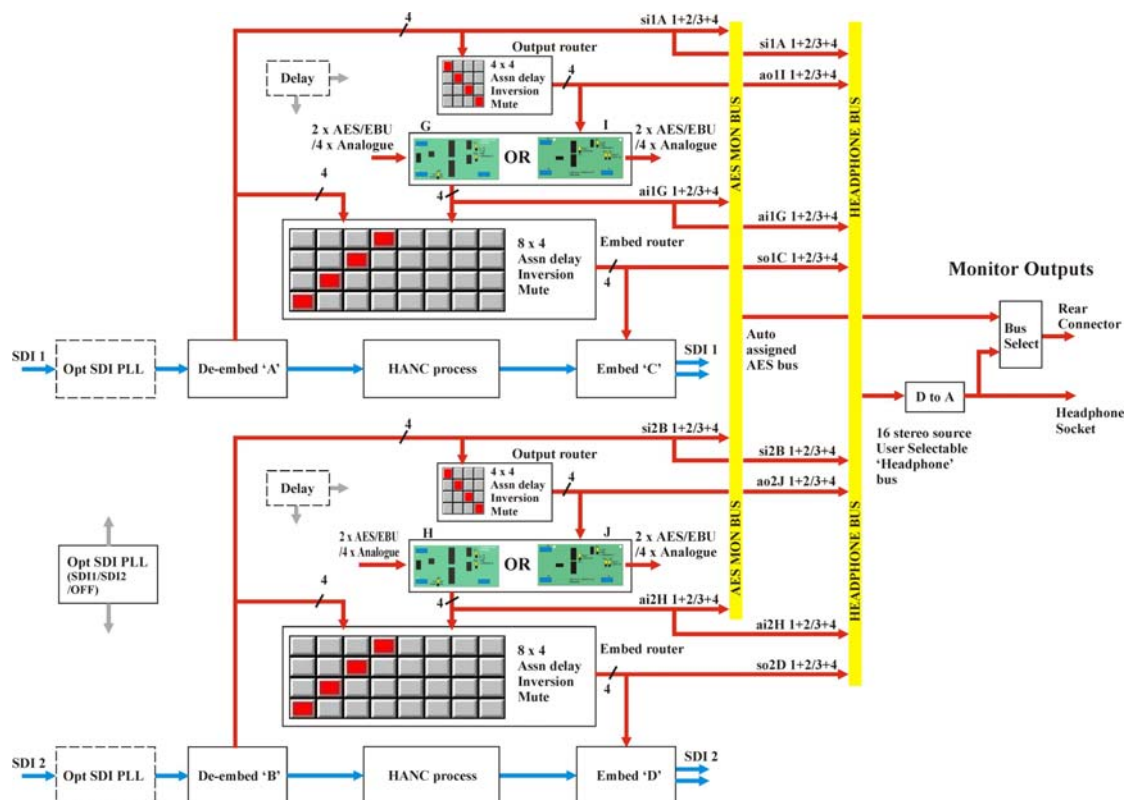 4
si1A 1+2/3+4
si1A 1+2/3+4
Output router
Delay
4 x 4
Assn delay
Inversion
Mute
4
ao1I 1+2/3+4
2 x AES/EBU
/4 x Analogue
G
OR
I
2 x AES/EBU
/4 x Analogue
AES MON BUS
HEADPHONE BUS
4
4
ai1G 1+2/3+4
ai1G 1+2/3+4
8 x 4
Assn delay
Inversion
Mute
Embed router
4
so1C 1+2/3+4
Monitor Outputs
Auto
assigned
AES bus
Bus
Select
Rear
Connector
SDI 1
Opt SDI PLL
De-embed ‘A’
HANC process
Embed ‘C’
SDI 1
D to A
Headphone
Socket
16 stereo source
User Selectable
‘Headphone’
bus
4
si2B 1+2/3+4
si2B 1+2/3+4
Output router
Delay
4 x 4
Assn delay
Inversion
Mute
4
ao2J 1+2/3+4
2 x AES/EBU
/4 x Analogue
H
OR
J
2 x AES/EBU
/4 x Analogue
AES MON BUS
HEADPHONE BUS
Opt SDI PLL
(SDI1/SDI2
/OFF)
4
4
ai2H 1+2/3+4
ai2H 1+2/3+4
8 x 4
Assn delay
Inversion
Mute
Embed router
4
so2D 1+2/3+4
SDI 2
Opt SDI PLL
De-embed ‘B’
HANC process
Embed ‘D’
SDI 2